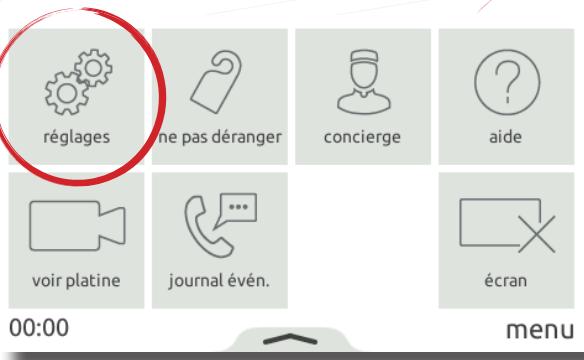 réglages
ne pas déranger
concierge
aide
voir platine
journal évén.
écran
00:00
menu